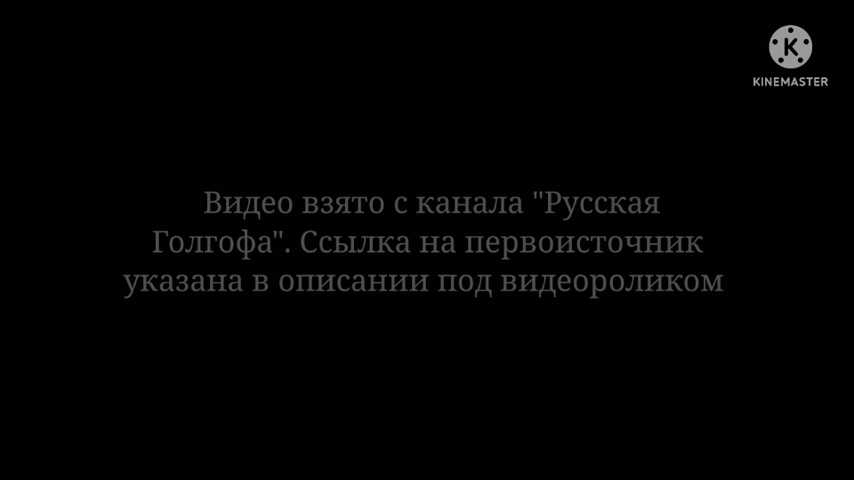 K
KINEMASTER
Видео взято с канала "Русская
Голгофа". Ссылка на первоисточник
указана в описании под видеороликом